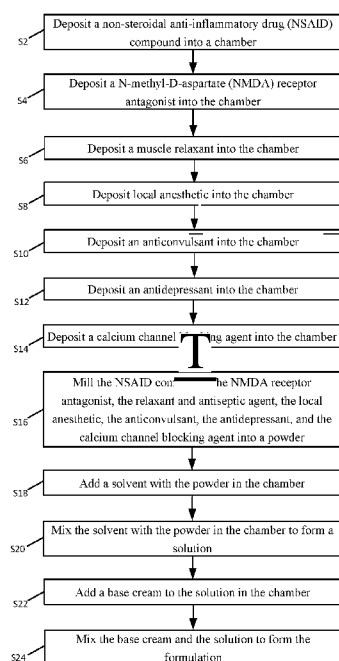 Deposit a non-steroidal anti-inflammatory drug (NSAID)
compound into a chamber
S2
Deposit a N-methyl-D-aspartate (NMDA) receptor
antagonist into the chamber
S4
Deposit a muscle relaxant into the chamber
S6
Deposit local anesthetic into the chamber
S8
Deposit an anticonvulsant into the chamber
S10
Deposit an antidepressant into the chamber
S12
Deposit a calcium channel agent into the chamber
S14
T
Mill the NSAID NMDA receptor
antagonist, the relaxant and antiseptic agent, the local
anesthetic, the anticonvulsant, the antidepressant, and the
calcium channel blocking agent into a powder
S16
Add a solvent with the powder in the chamber
S18
Mix the solvent with the powder in the chamber to form a
solution
S20
Add a base cream to the solution in the chamber
S22
Mix the base cream and the solution to form the
formulation
S24